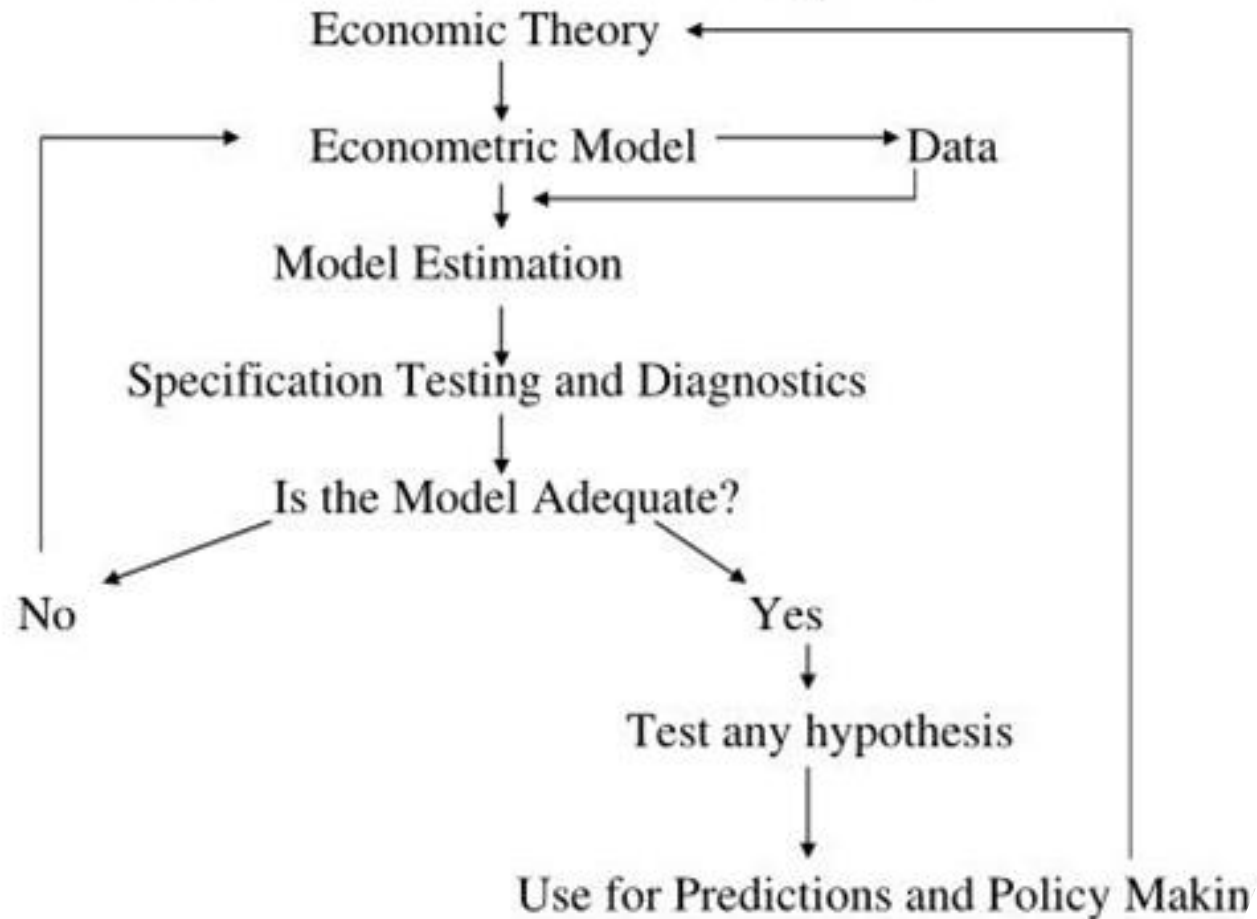 Economic Theory
Econometric Model
Data
Model Estimation
Specification Testing and Diagnostics
Is the Model Adequate?
No
Yes
Test any hypothesis
Use for Predictions and Policy Makin